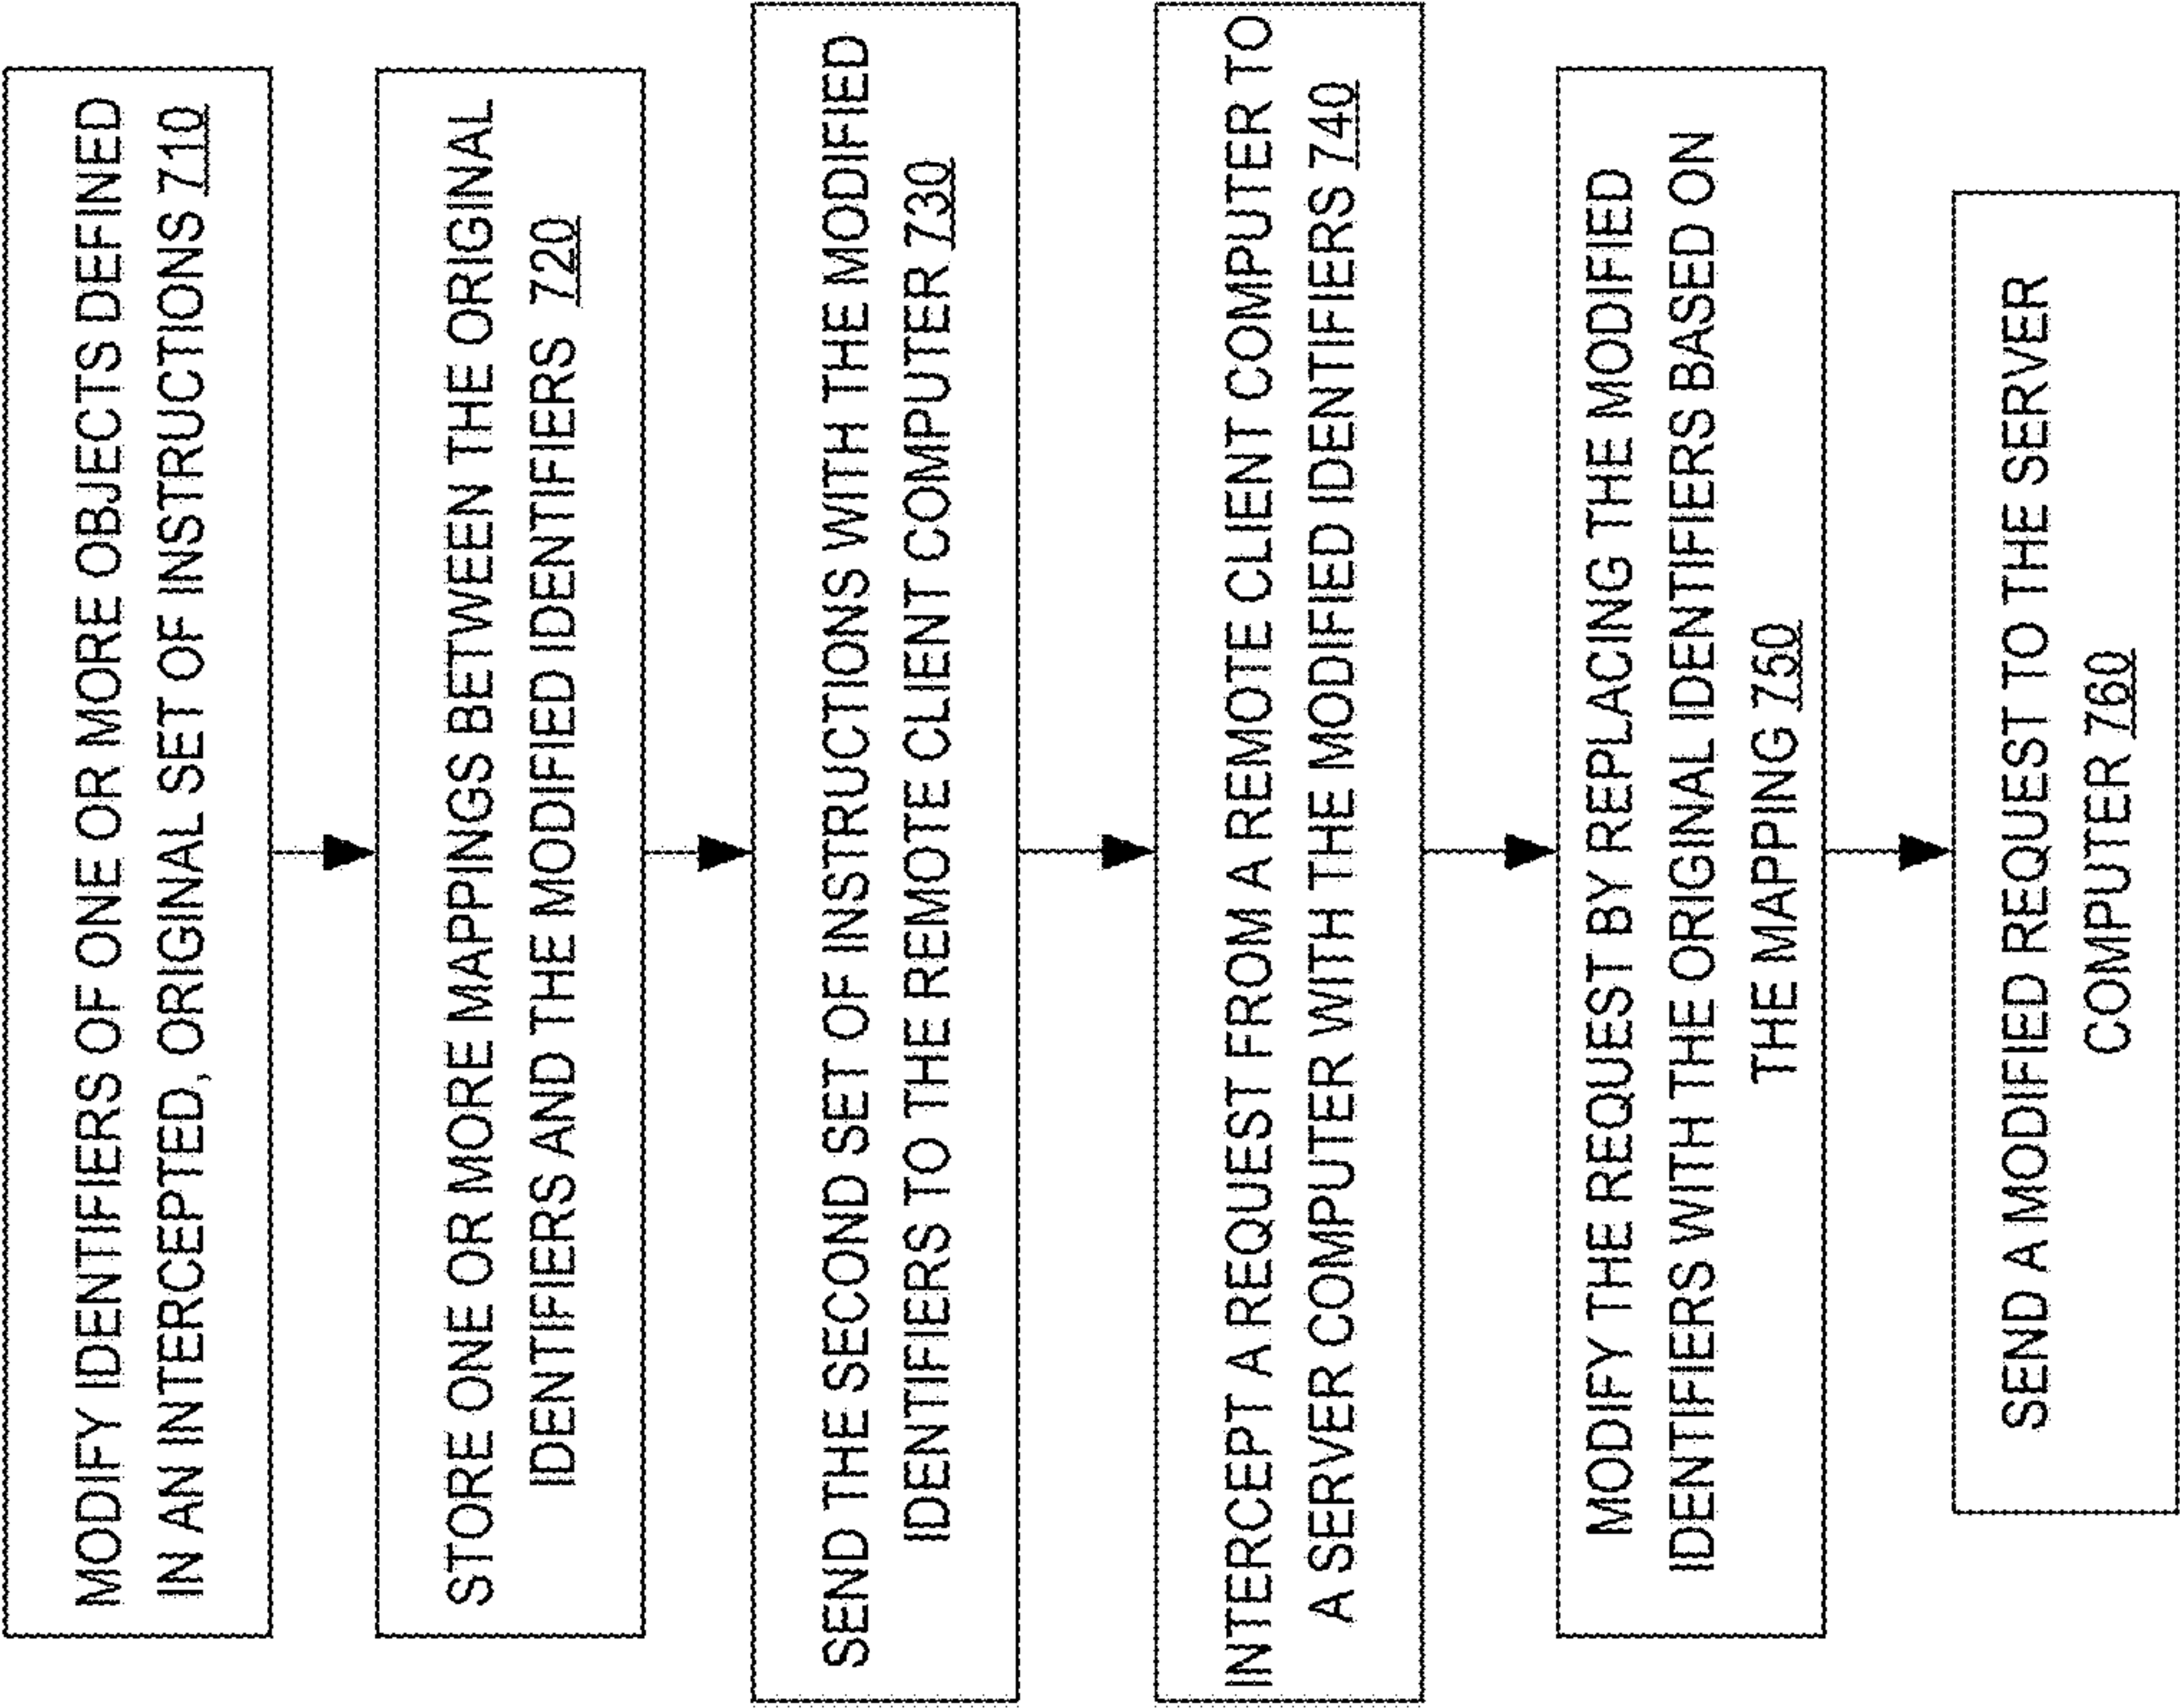 MODIFY IDENTIFIERS OF ONE OR MORE OBJECTS DEFINED
IN AN INTERCEPTED, ORIGINAL SET OF INSTRUCTIONS 710
STORE ONE OR MORE MAPPINGS BETWEEN THE ORIGINAL
IDENTIFIERS AND THE MODIFIED IDENTIFIERS 720
SEND THE SECOND SET OF INSTRUCTIONS WITH THE MODIFIED
IDENTIFIERS TO THE REMOTE CLIENT COMPUTER 730
INTERCEPT A REQUEST FROM A REMOTE CLIENT COMPUTER TO
A SERVER COMPUTER WITH THE MODIFIED IDENTIFIERS 740
MODIFY THE REQUEST BY REPLACING THE MODIFIED
IDENTIFIERS WITH THE ORIGINAL IDENTIFIERS BASED ON
THE MAPPING 750
SEND A MODIFIED REQUEST TO THE SERVER
COMPUTER 760